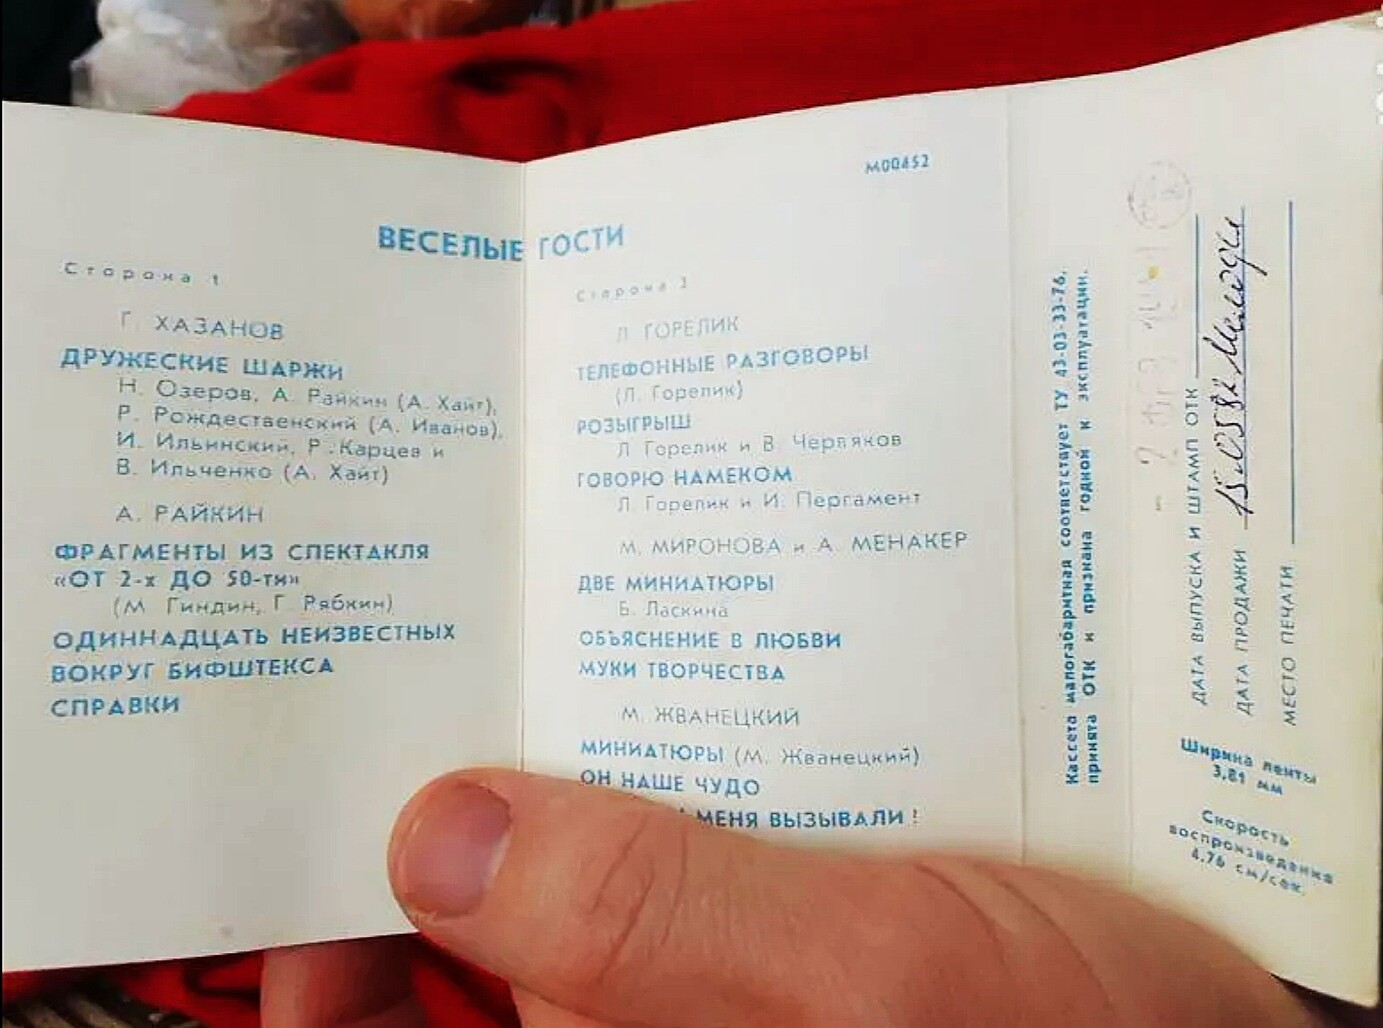 М00452
ВЕСЕЛЫЕ ГОСТИ
Сторона 1
Г. ХАЗАНОВ
ДРУЖЕСКИЕ ШАРЖИ
Н. Озеров, А. Райкин (А. Хайт),
Р. Рождественский (А. Иванов),
И. Ильинский, Р. Карцев и
В. Ильченко (А. Хайт)
А. РАЙКИН
ФРАГМЕНТЫ ИЗ СПЕКТАКЛЯ
«ОТ 2-х ДО 50-ти»
(М. Гиндин, Г. Рябкин)
ОДИННАДЦАТЬ НЕИЗВЕСТНЫХ
ВОКРУГ БИФШТЕКСА
СПРАВКИ
Сторона 2
Л. ГОРЕЛИК
ТЕЛЕФОННЫЕ РАЗГОВОРЫ
(Л. Горелик)
РОЗЫГРЫШ
Л. Горелик и В. Червяков
ГОВОРЮ НАМЕКОМ
Л. Горелик и И. Пергамент
М. МИРОНОВА и А. МЕНАКЕР
ДВЕ МИНИАТЮРЫ
Б. Ласкина
ОБЪЯСНЕНИЕ В ЛЮБВИ
МУКИ ТВОРЧЕСТВА
М. ЖВАНЕЦКИЙ
МИНИАТЮРЫ (М. Жванецкий)
ОН НАШЕ ЧУДО
МЕНЯ ВЫЗЫВАЛИ!
Кассета малогабаритная соответствует ТУ 43-03-33-76,
принята ОТК и признана годной к эксплуатации.
ДАТА ВЫПУСКА И ШТАМП ОТК
ДАТА ПРОДАЖИ
МЕСТО ПЕЧАТИ
Ширина ленты
3,81 мм
Скорость
воспроизведения
4,76 см/сек.